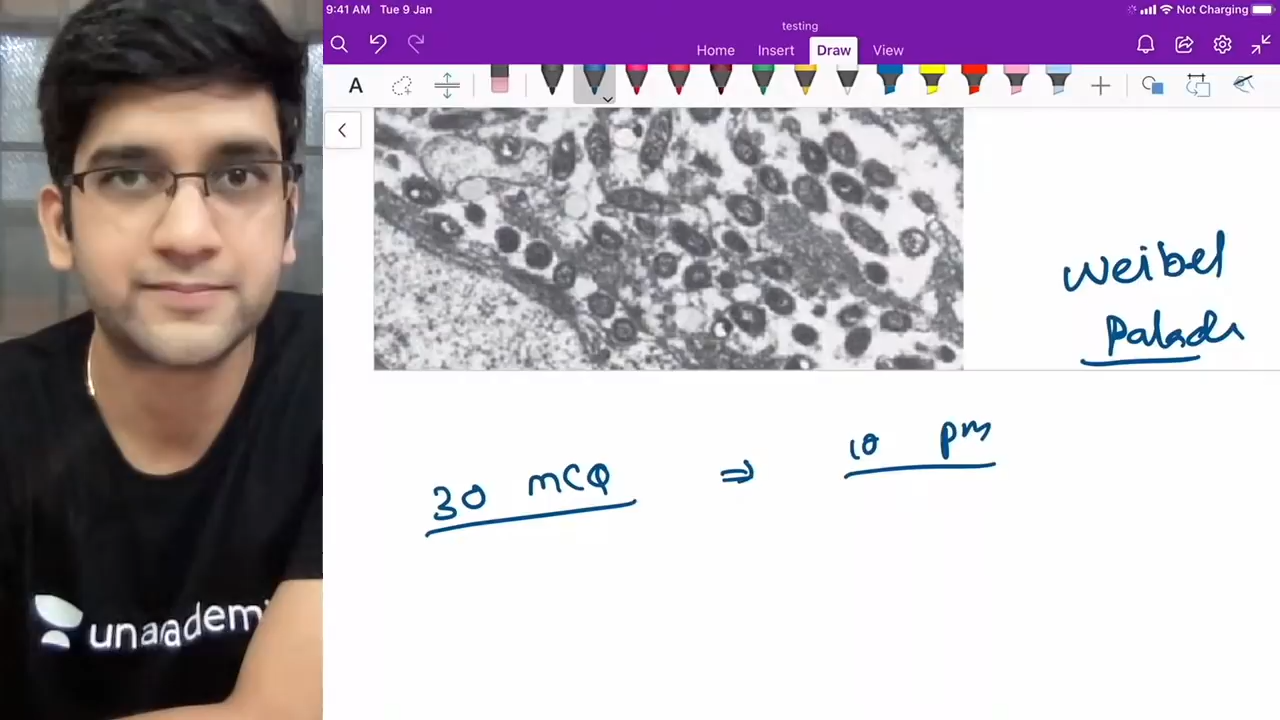 9:41 AM Tue 9 Jan
Not Charging
testing
Home Insert Draw View
A
Weibel
Palade
30 MCQ ⇒ 10 pm
unacademy